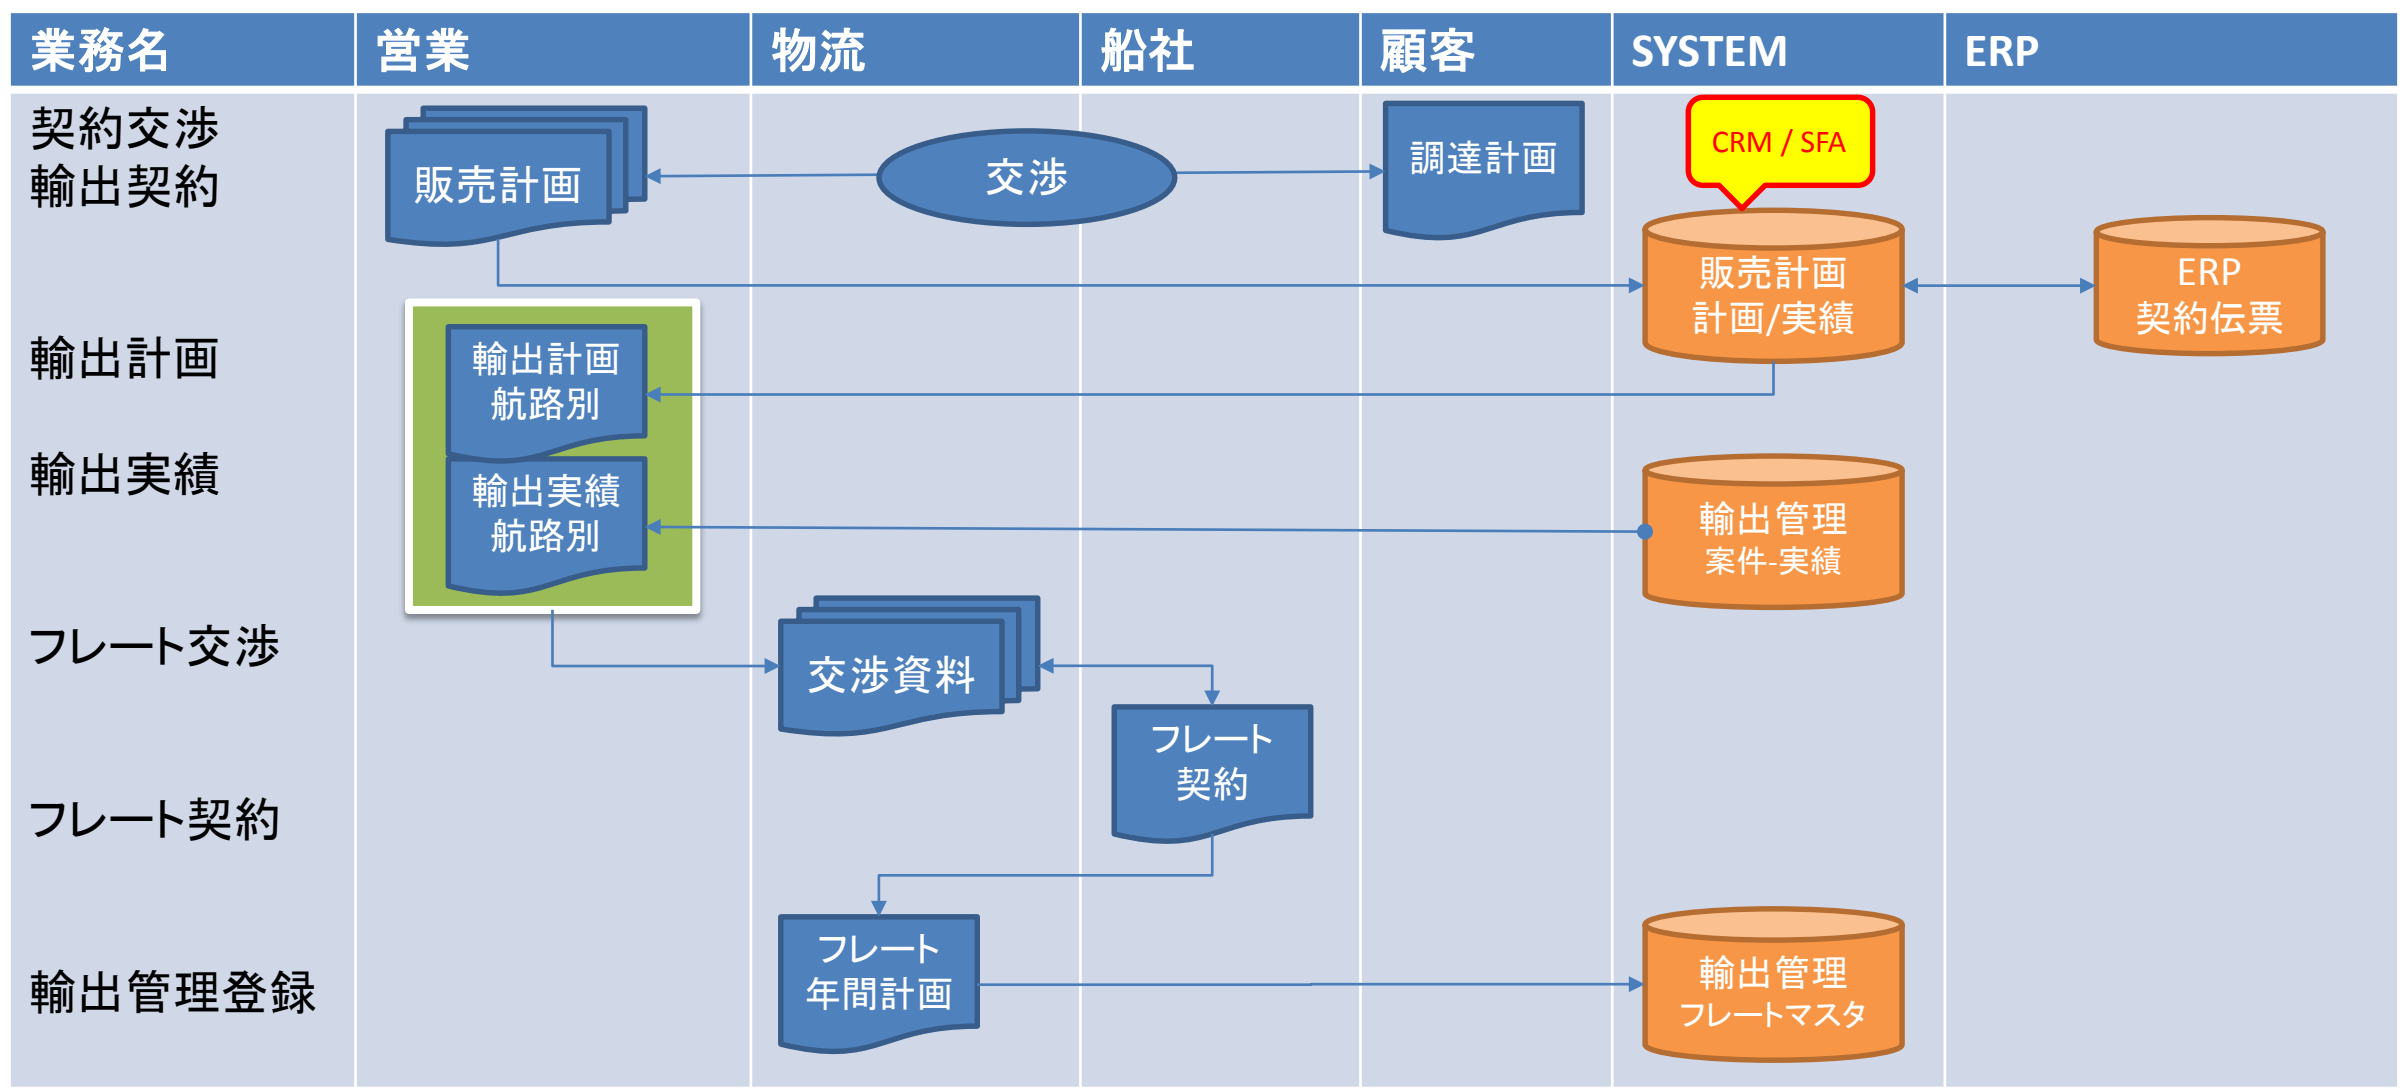 業務名
営業
物流
船社
顧客
SYSTEM
ERP
契約交渉
輸出契約
販売計画
交渉
調達計画
CRM / SFA
販売計画
計画/実績
ERP
契約伝票
輸出計画
輸出計画
航路別
輸出実績
輸出実績
航路別
輸出管理
案件-実績
フレート交渉
交渉資料
フレート
契約
フレート契約
フレート
年間計画
輸出管理登録
輸出管理
フレートマスタ